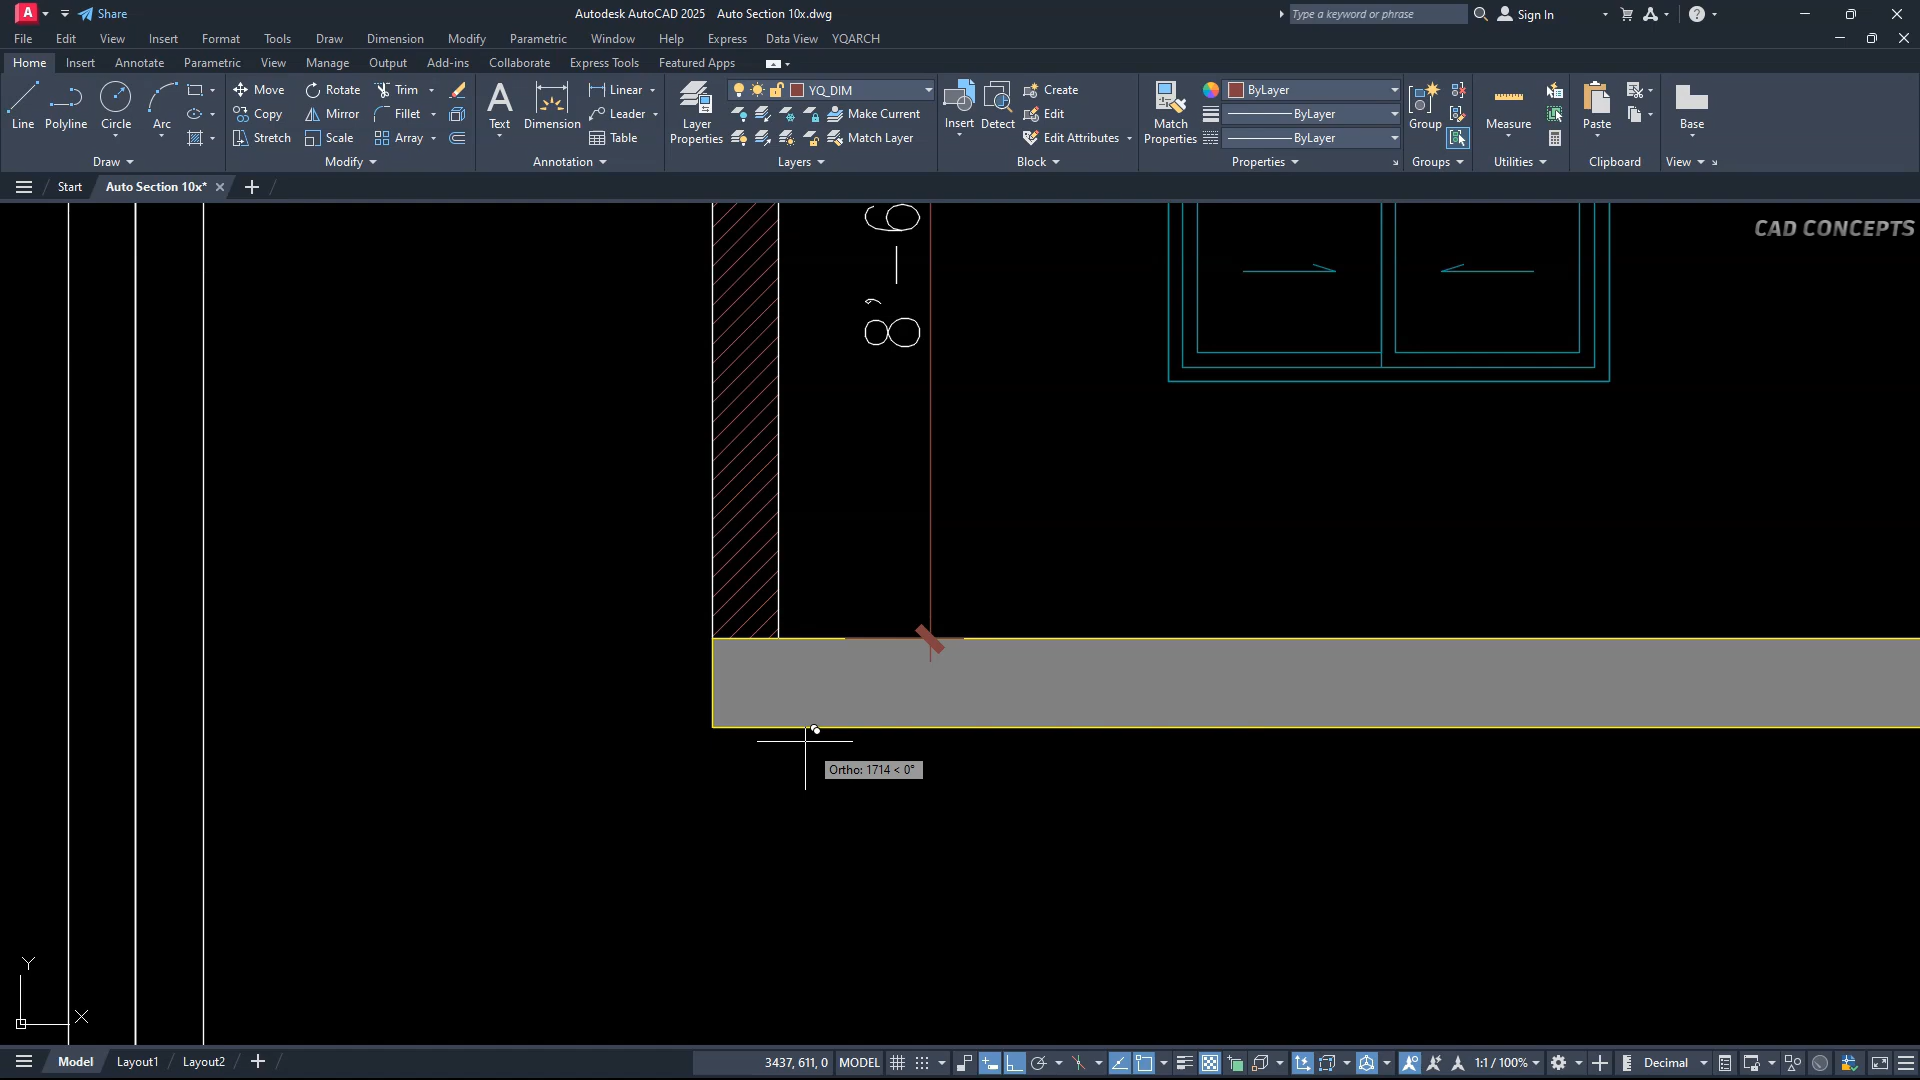 Share
Autodesk AutoCAD 2025 Auto Section 10x.dwg
Type a keyword or phrase
Sign In
File Edit View Insert Format Tools Draw Dimension Modify Parametric Window Help Express Data View YQARCH
Home Insert Annotate Parametric View Manage Output Add-ins Collaborate Express Tools Featured Apps
Line Polyline Circle Arc
Move Rotate Trim
Copy Mirror Fillet
Stretch Scale Array
Text Dimension
Linear
Leader
Table
Layer Properties
YQ_DIM
Make Current
Match Layer
Insert Detect
Create
Edit
Edit Attributes
Match Properties
ByLayer
ByLayer
ByLayer
Group Measure Paste Base
Draw Modify Annotation Layers Block Properties Groups Utilities Clipboard View
Start Auto Section 10x*
CAD CONCEPTS
Ortho: 1714 < 0°
Y
X
Model Layout1 Layout2
3437, 611, 0 MODEL 1:1 / 100% Decimal